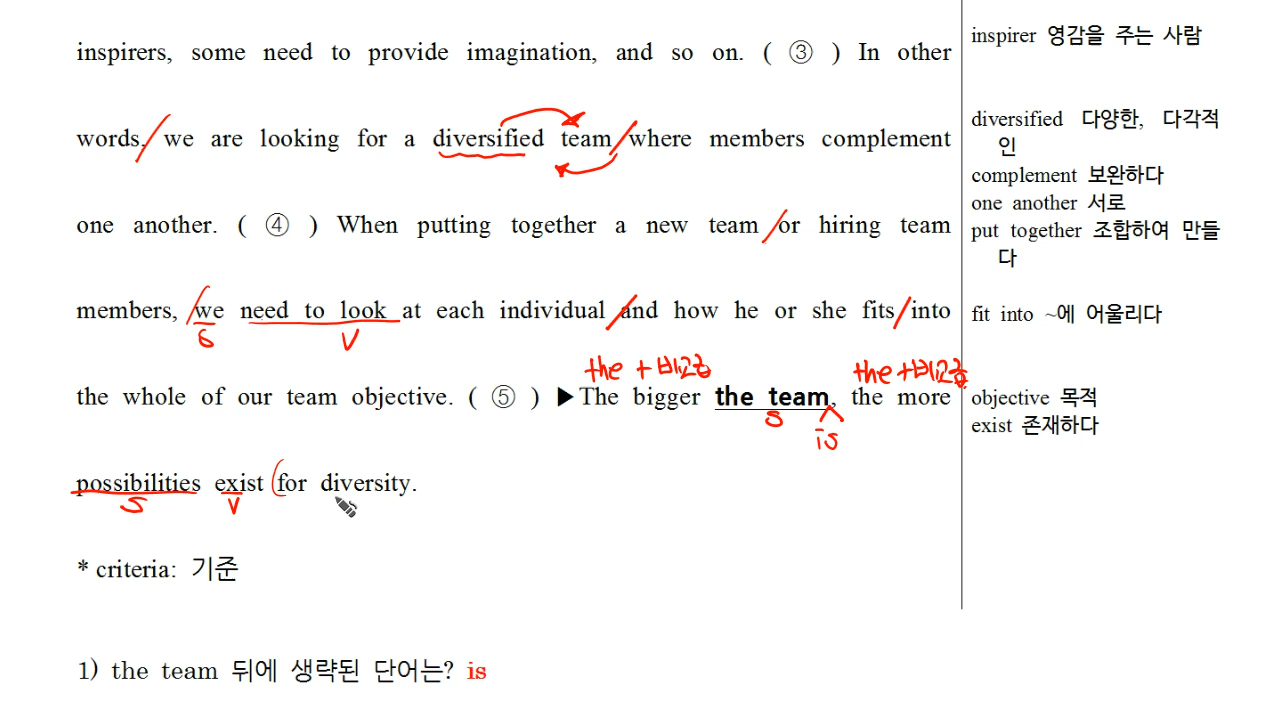 inspirers, some need to provide imagination, and so on. ( ③ ) In other
words, we are looking for a diversified team where members complement
one another. ( ④ ) When putting together a new team or hiring team
members, we need to look at each individual and how he or she fits into
S V
the + 비교급 the + 비교급
the whole of our team objective. ( ⑤ ) ▶The bigger the team, the more
S is
possibilities exist for diversity.
S V
* criteria: 기준
1) the team 뒤에 생략된 단어는? is
inspirer 영감을 주는 사람
diversified 다양한, 다각적
인
complement 보완하다
one another 서로
put together 조합하여 만들
다
fit into ~에 어울리다
objective 목적
exist 존재하다